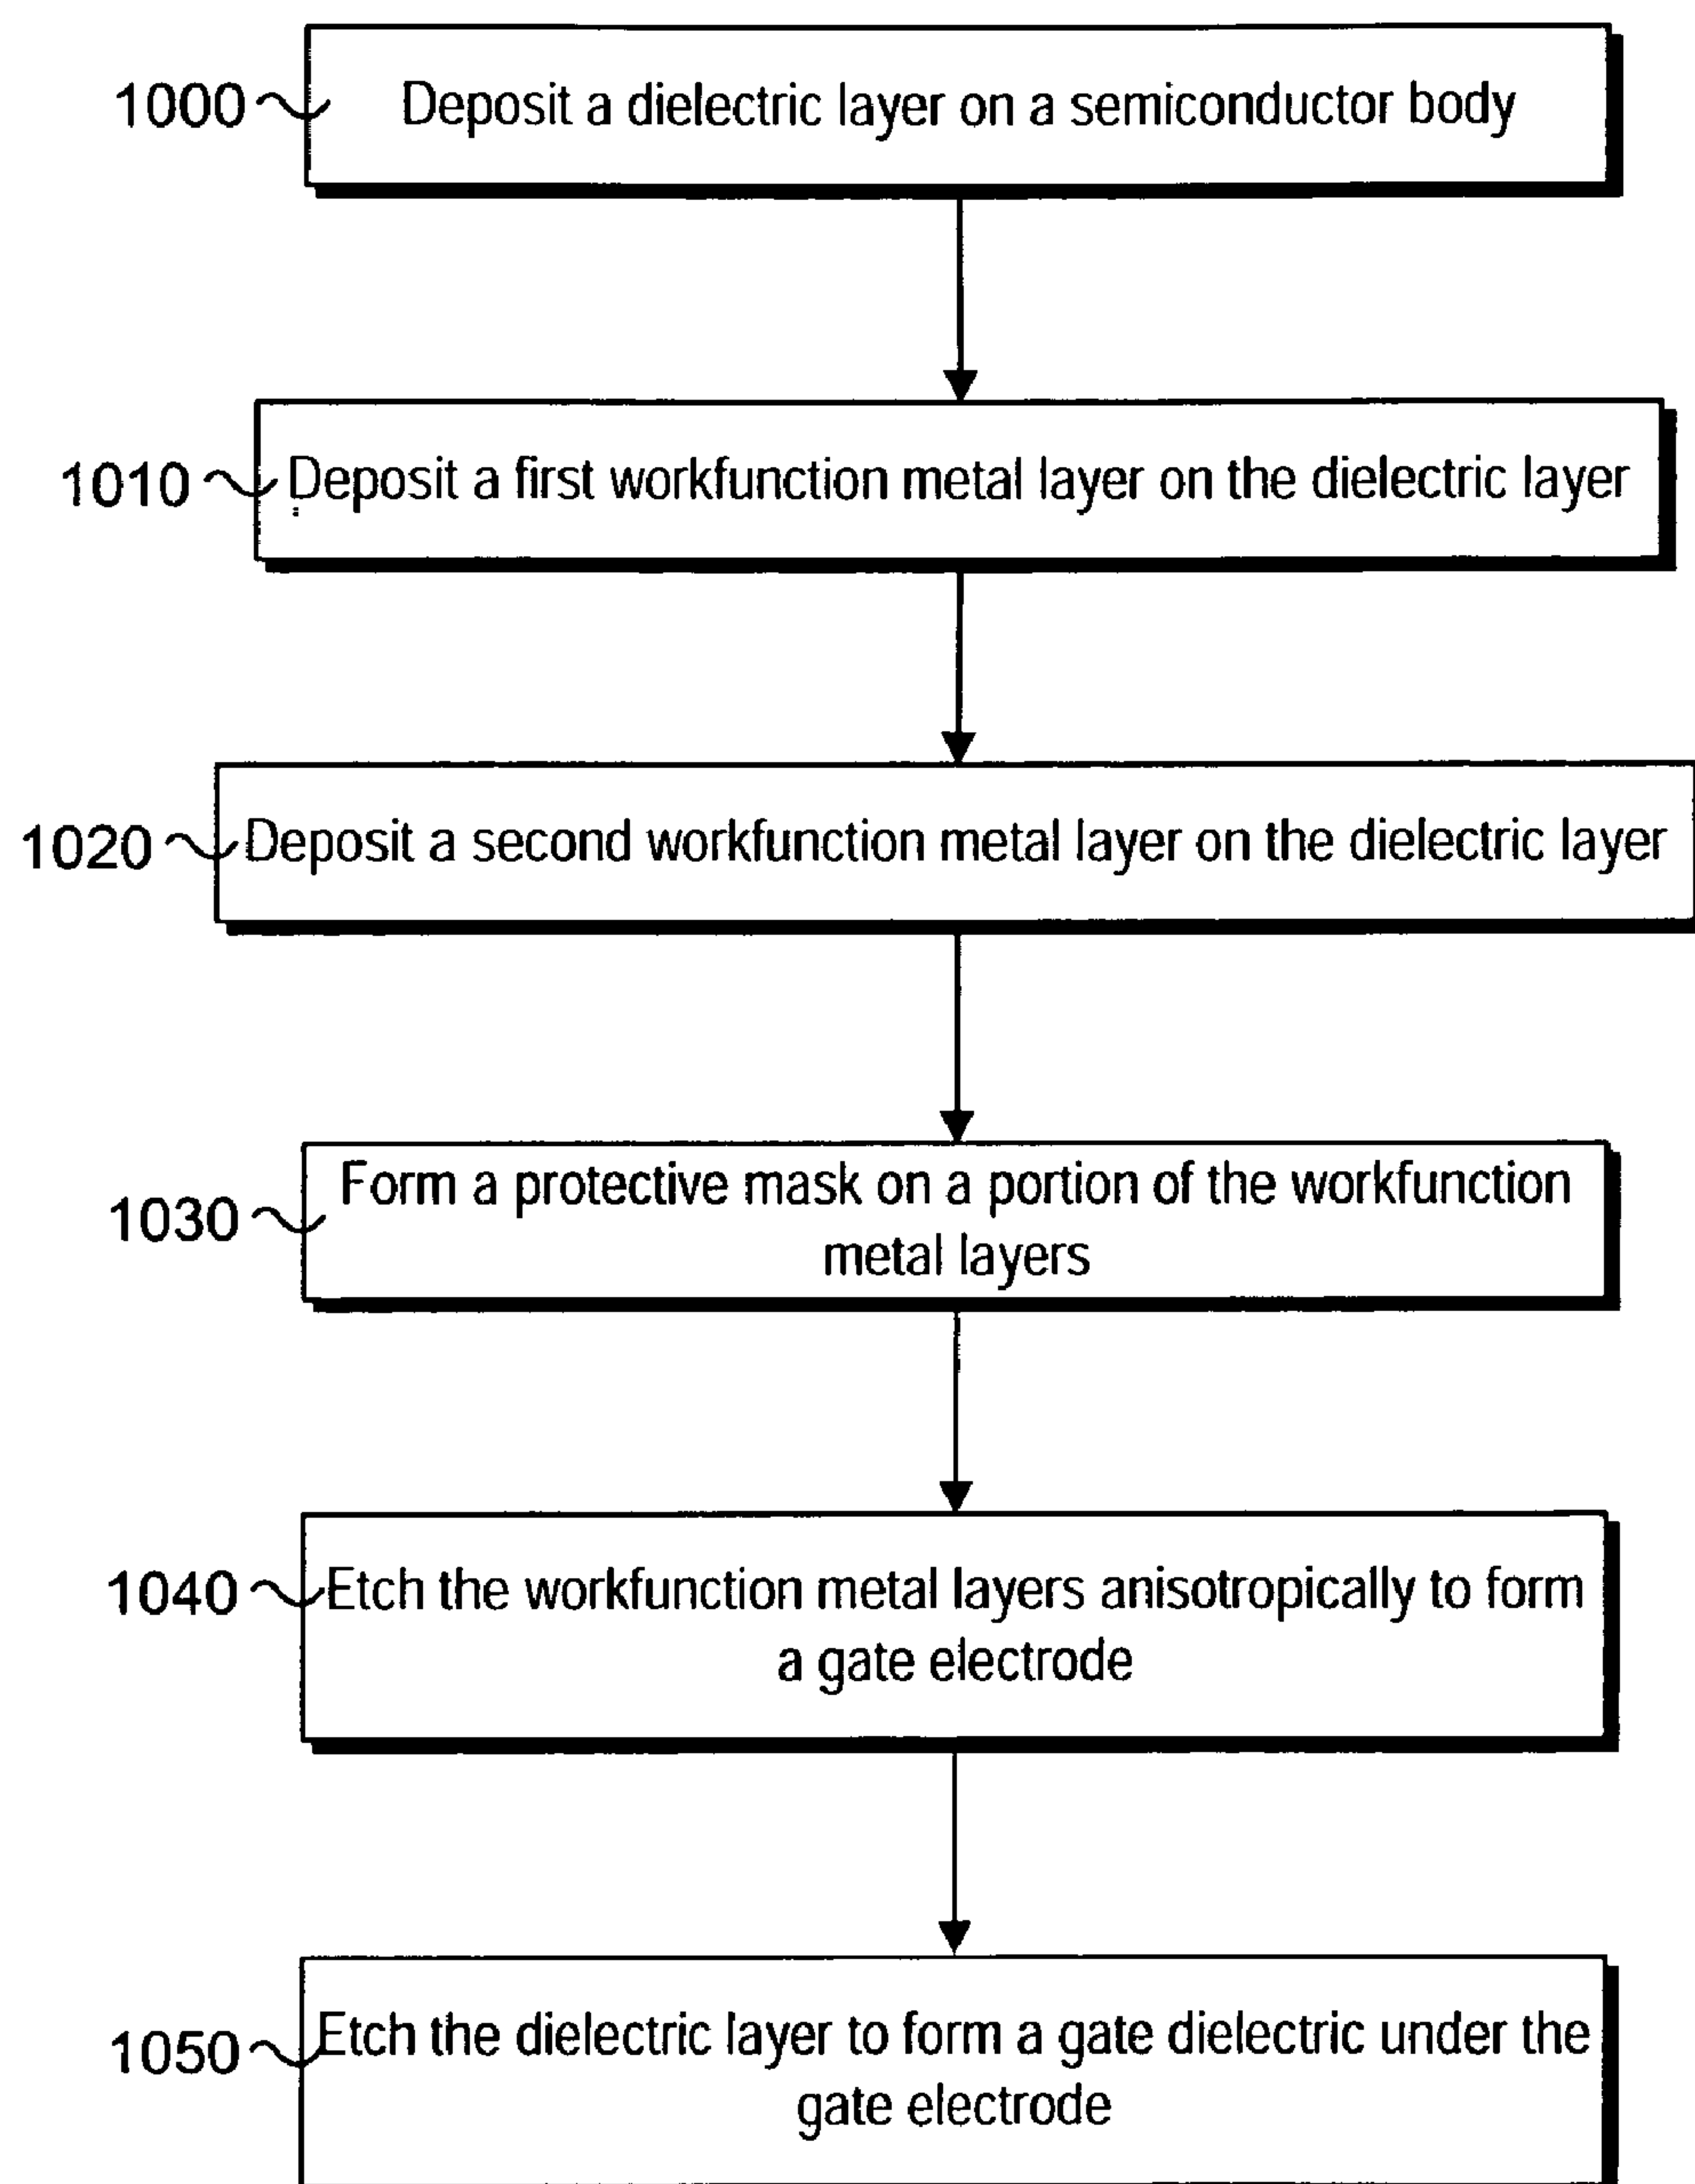 1000 Deposit a dielectric layer on a semiconductor body
1010 Deposit a first workfunction metal layer on the dielectric layer
1020 Deposit a second workfunction metal layer on the dielectric layer
1030 Form a protective mask on a portion of the workfunction
metal layers
1040 Etch the workfunction metal layers anisotropically to form
a gate electrode
1050 Etch the dielectric layer to form a gate dielectric under the
gate electrode